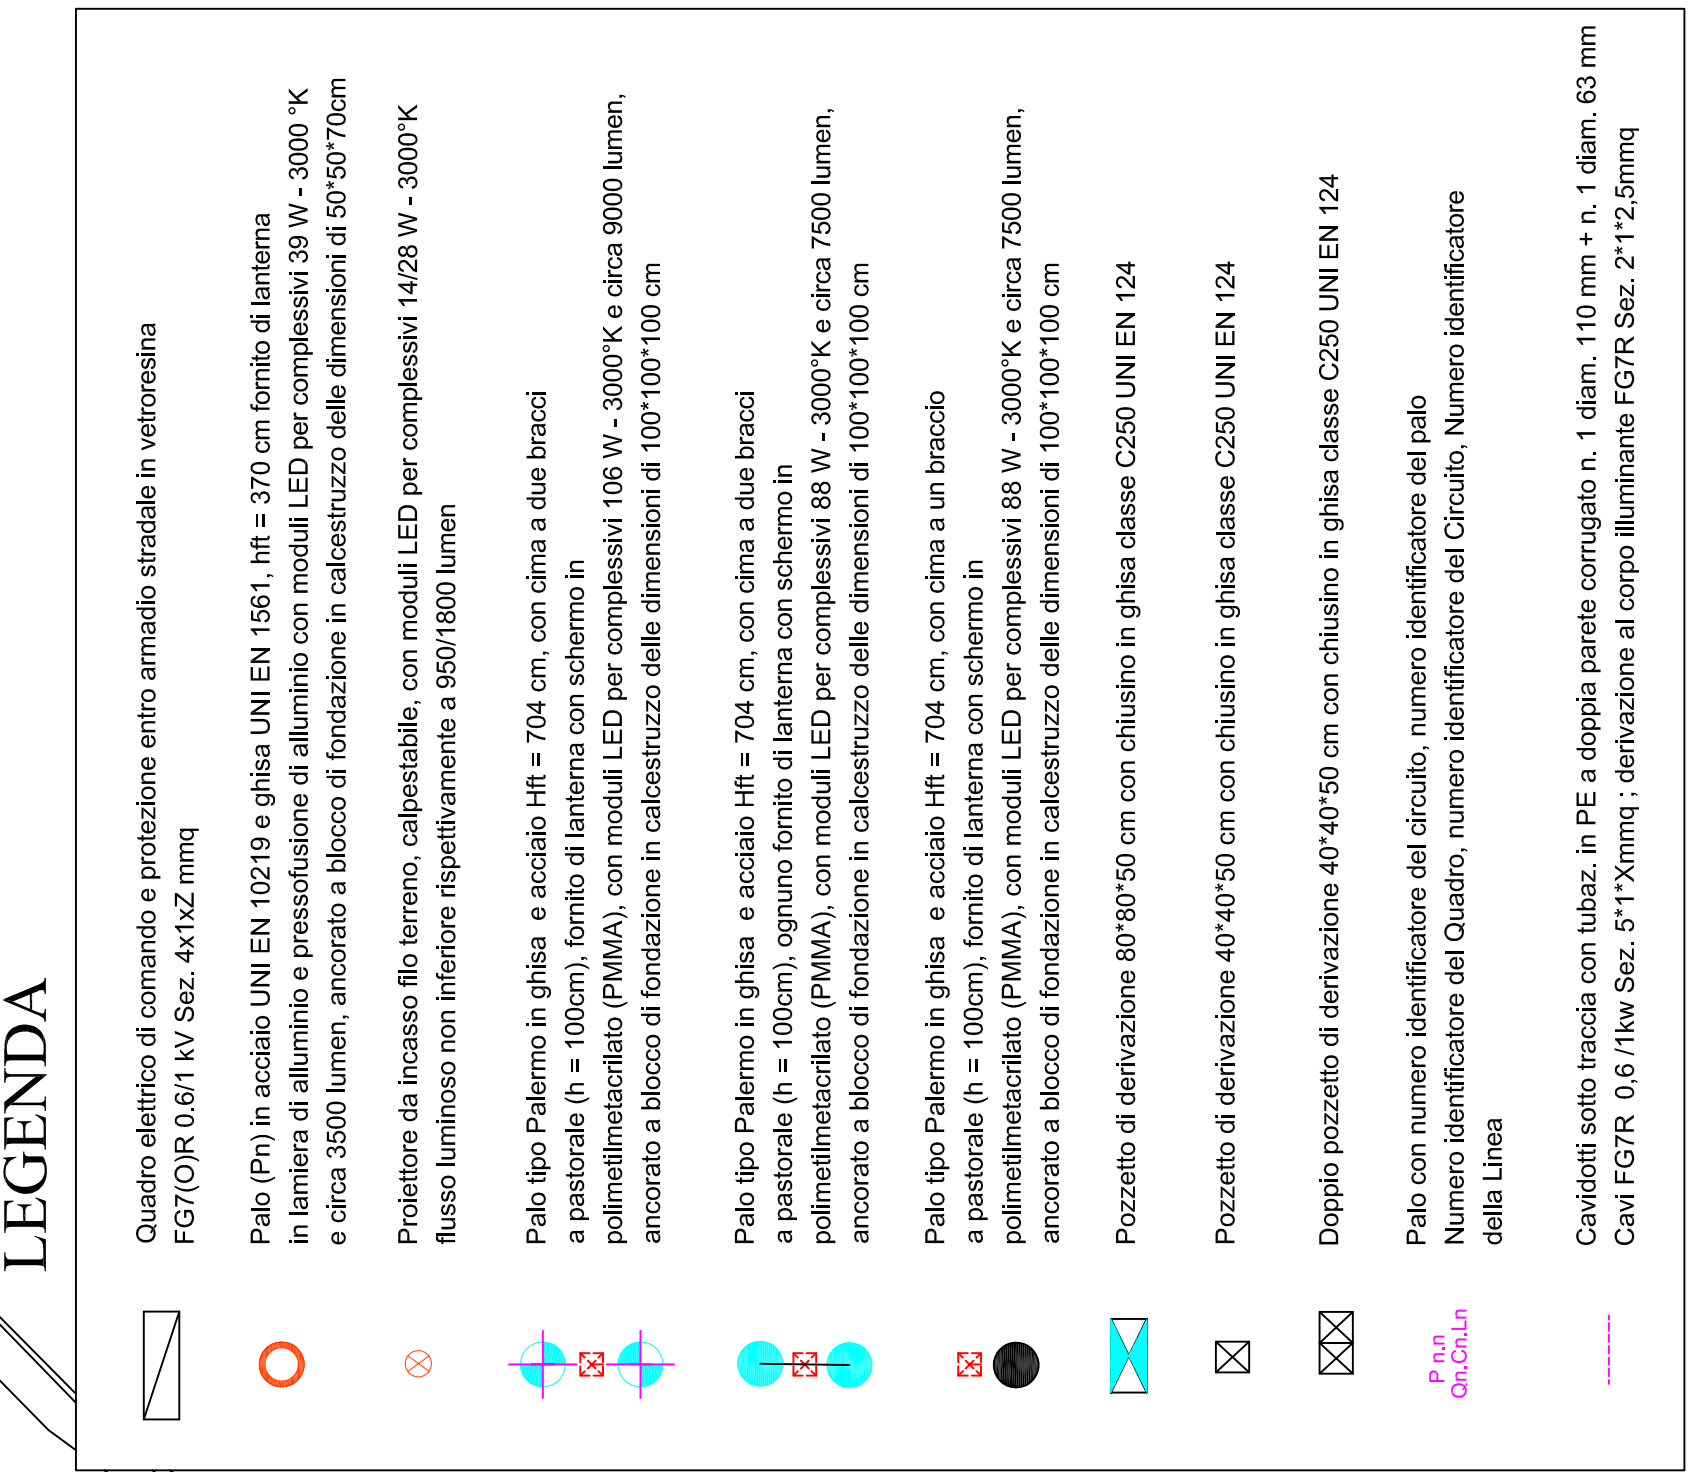 LEGENDA
Quadro elettrico di comando e protezione entro armadio stradale in vetroresina
FG7(O)R 0.6/1 kV Sez. 4x1xZ mmq
Palo (Pn) in acciaio UNI EN 10219 e ghisa UNI EN 1561, hft = 370 cm fornito di lanterna
in lamiera di alluminio e pressofusione di alluminio con moduli LED per complessivi 39 W - 3000 °K
e circa 3500 lumen, ancorato a blocco di fondazione in calcestruzzo delle dimensioni di 50*50*70cm
Proiettore da incasso filo terreno, calpestabile, con moduli LED per complessivi 14/28 W - 3000°K
flusso luminoso non inferiore rispettivamente a 950/1800 lumen
Palo tipo Palermo in ghisa e acciaio Hft = 704 cm, con cima a due bracci
a pastorale (h = 100cm), fornito di lanterna con schermo in
polimetilmetacrilato (PMMA), con moduli LED per complessivi 106 W - 3000°K e circa 9000 lumen,
ancorato a blocco di fondazione in calcestruzzo delle dimensioni di 100*100*100 cm
Palo tipo Palermo in ghisa e acciaio Hft = 704 cm, con cima a due bracci
a pastorale (h = 100cm), ognuno fornito di lanterna con schermo in
polimetilmetacrilato (PMMA), con moduli LED per complessivi 88 W - 3000°K e circa 7500 lumen,
ancorato a blocco di fondazione in calcestruzzo delle dimensioni di 100*100*100 cm
Palo tipo Palermo in ghisa e acciaio Hft = 704 cm, con cima a un braccio
a pastorale (h = 100cm), fornito di lanterna con schermo in
polimetilmetacrilato (PMMA), con moduli LED per complessivi 88 W - 3000°K e circa 7500 lumen,
ancorato a blocco di fondazione in calcestruzzo delle dimensioni di 100*100*100 cm
Pozzetto di derivazione 80*80*50 cm con chiusino in ghisa classe C250 UNI EN 124
Pozzetto di derivazione 40*40*50 cm con chiusino in ghisa classe C250 UNI EN 124
Doppio pozzetto di derivazione 40*40*50 cm con chiusino in ghisa classe C250 UNI EN 124
P n.n
Qn.Cn.Ln
Palo con numero identificatore del circuito, numero identificatore del palo
Numero identificatore del Quadro, numero identificatore del Circuito, Numero identificatore
della Linea
Cavidotti sotto traccia con tubaz. in PE a doppia parete corrugato n. 1 diam. 110 mm + n. 1 diam. 63 mm
Cavi FG7R 0,6 /1kw Sez. 5*1*Xmmq ; derivazione al corpo illuminante FG7R Sez. 2*1*2,5mmq